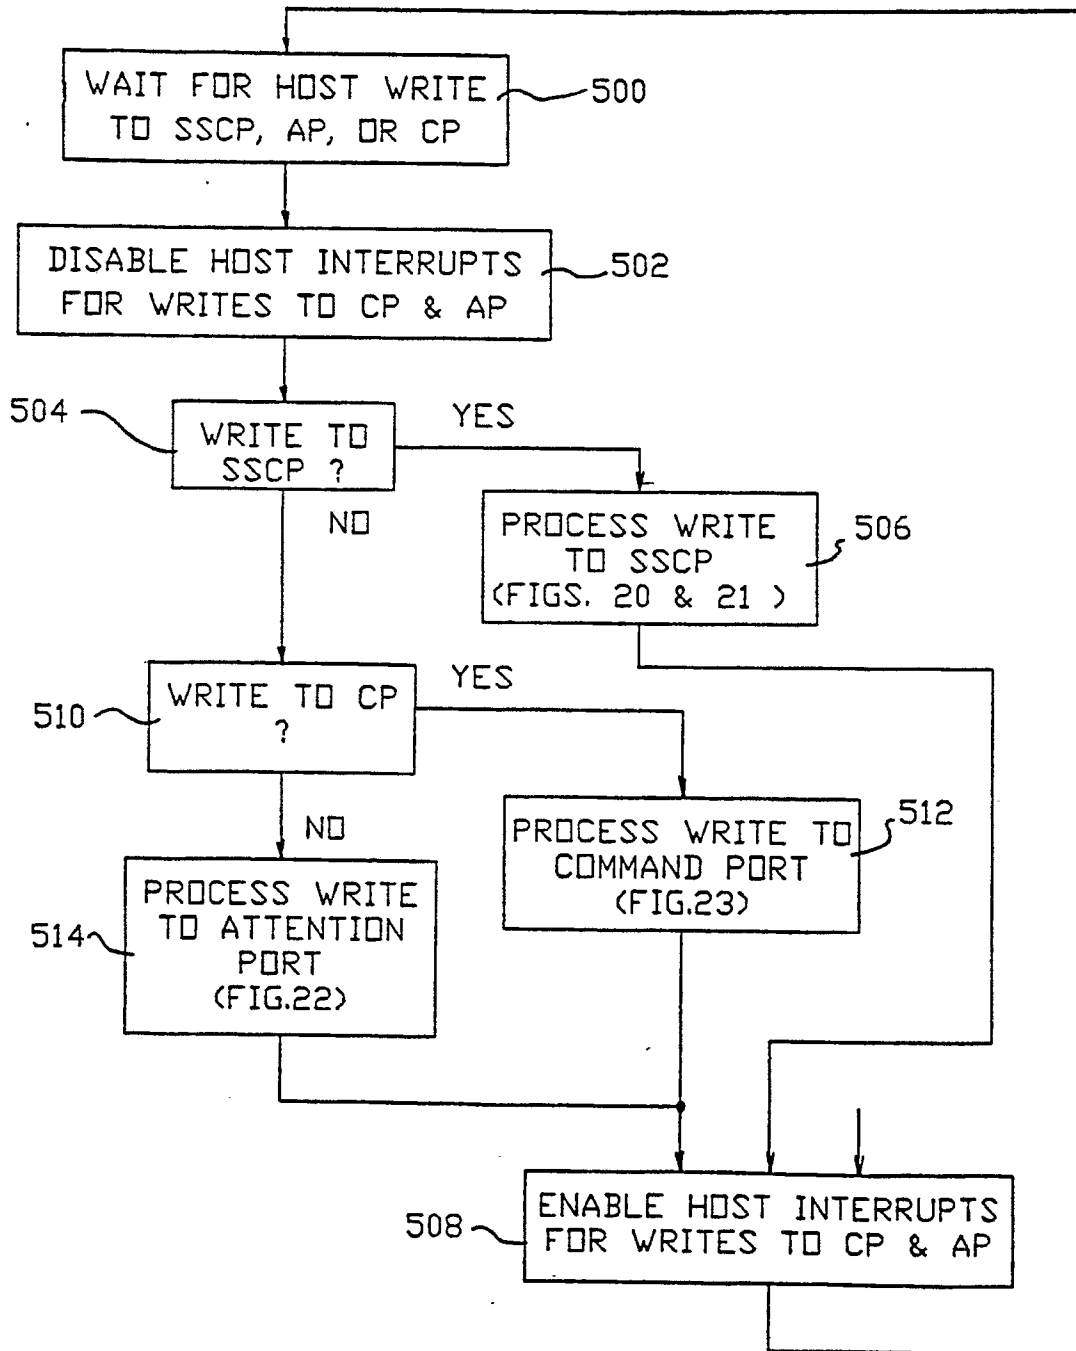 WAIT FOR HOST WRITE
TO SSCP, AP, OR CP
500
DISABLE HOST INTERRUPTS
FOR WRITES TO CP & AP
502
504
WRITE TO
SSCP ?
YES
NO
PROCESS WRITE
TO SSCP
(FIGS. 20 & 21 )
506
510
WRITE TO CP
?
YES
NO
PROCESS WRITE TO
COMMAND PORT
(FIG.23)
512
514
PROCESS WRITE
TO ATTENTION
PORT
(FIG.22)
508
ENABLE HOST INTERRUPTS
FOR WRITES TO CP & AP